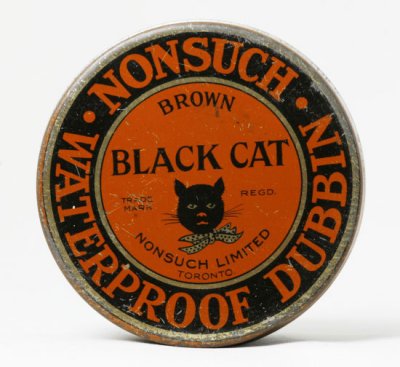 NONSUCH
WATERPROOF DUBBIN
BROWN
BLACK CAT
TRADE MARK
REGD.
NONSUCH LIMITED
TORONTO